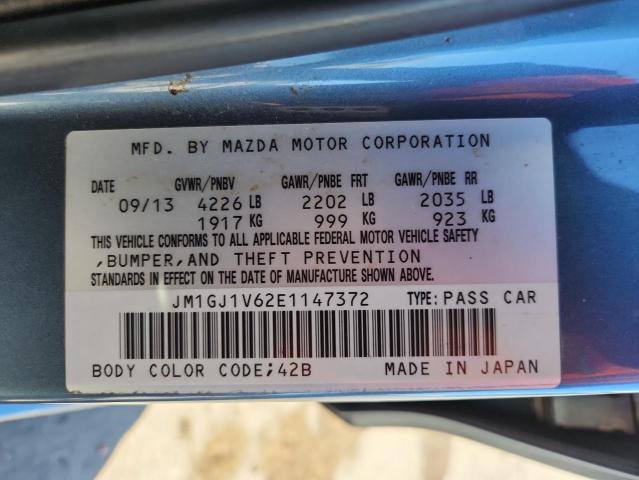 MFD. BY MAZDA MOTOR CORPORATION
DATE GVWR/PNBV GAWR/PNBE FRT GAWR/PNBE RR
09/13 4226 LB 2202 LB 2035 LB
1917 KG 999 KG 923 KG
THIS VEHICLE CONFORMS TO ALL APPLICABLE FEDERAL MOTOR VEHICLE SAFETY
,BUMPER,AND THEFT PREVENTION
STANDARDS IN EFFECT ON THE DATE OF MANUFACTURE SHOWN ABOVE.
JM1GJ1V62E1147372 TYPE: PASS CAR
BODY COLOR CODE;42B MADE IN JAPAN